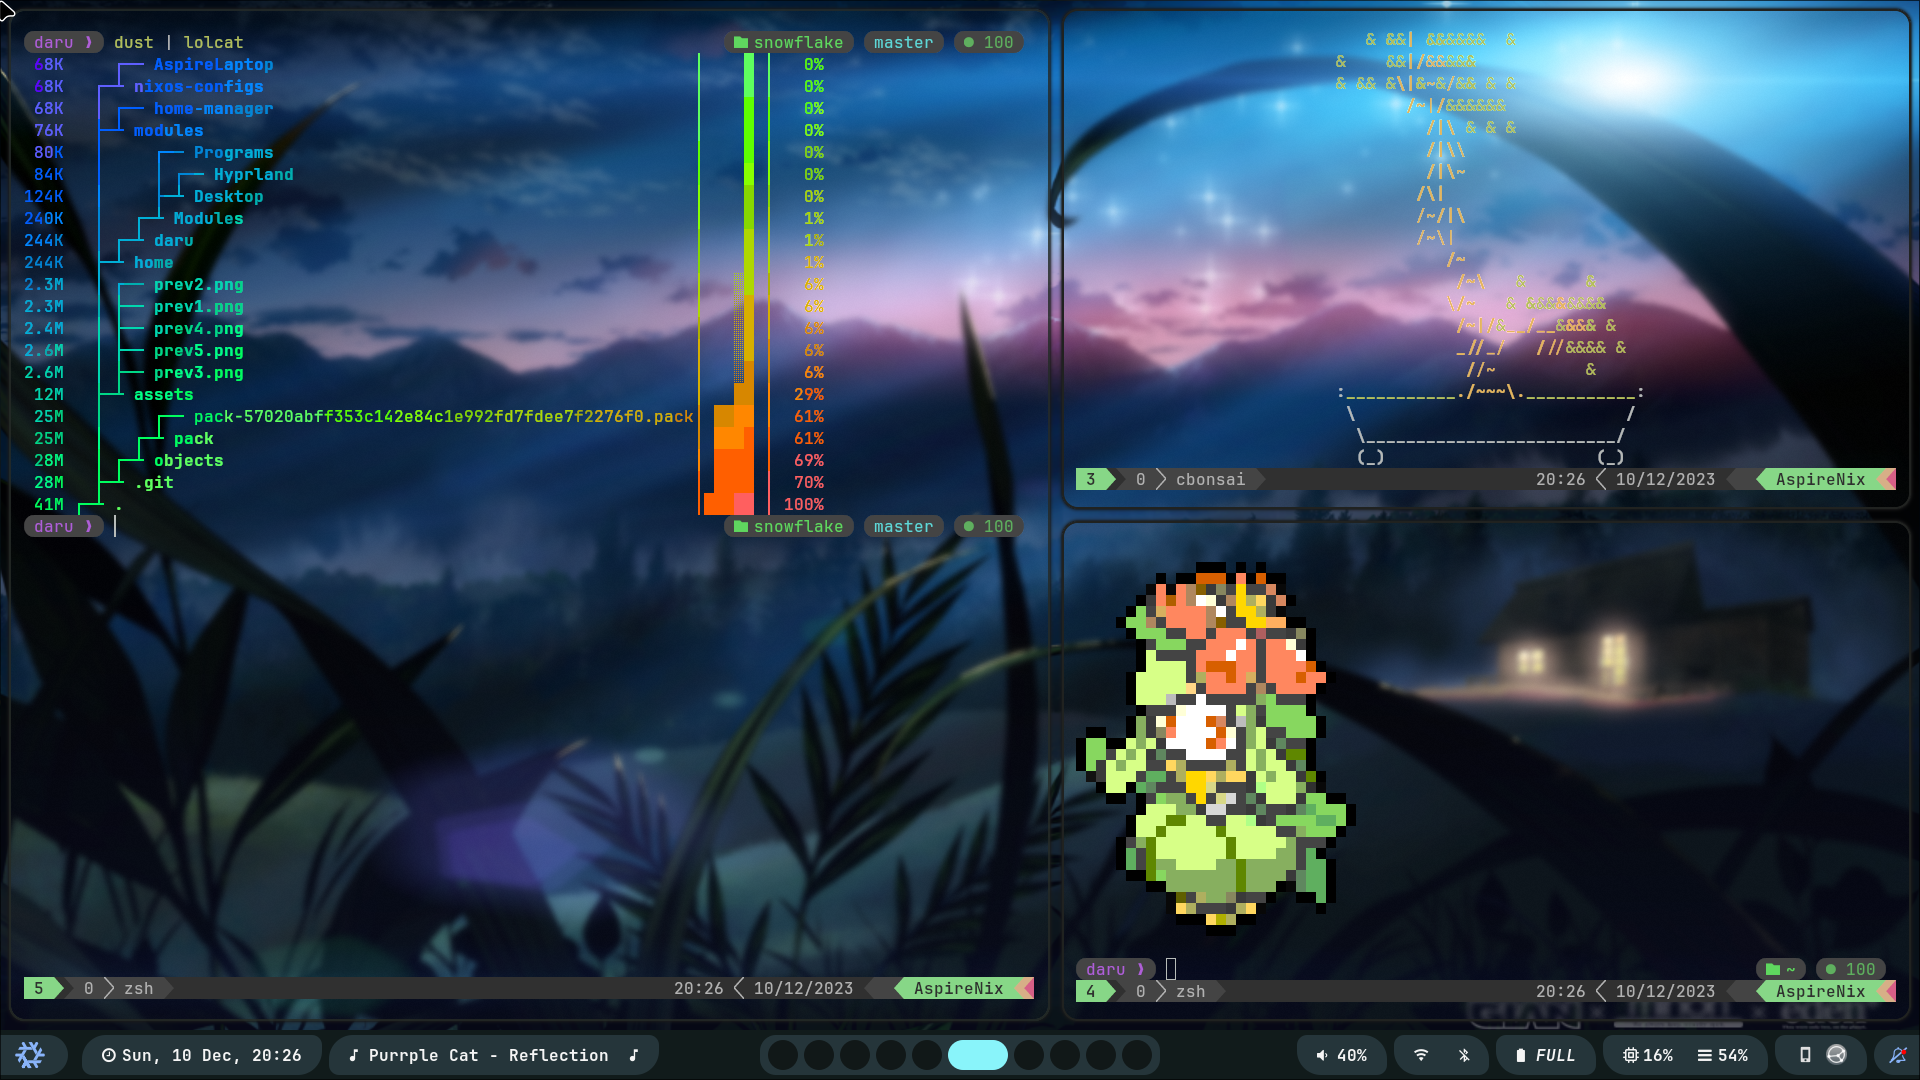 daru ❯ dust | lolcat snowflake master ● 100
68K ┌── AspireLaptop 0%
68K ┌─┴ nixos-configs 0%
68K │ ┌── home-manager 0%
76K ├─┴ modules 0%
80K │ ┌── Programs 0%
84K │ │ ┌── Hyprland 0%
124K │ ├─┴ Desktop 0%
240K │ ┌─┴ Modules 1%
244K │ ┌─┴ daru 1%
244K ├─┴ home 1%
2.3M │ ┌── prev2.png 6%
2.3M │ ├── prev1.png 6%
2.4M │ ├── prev4.png 6%
2.6M │ ├── prev5.png 6%
2.6M │ ├── prev3.png 6%
12M ├─┴ assets 29%
25M │ ┌── pack-57020abff353c142e84c1e992fd7fdee7f2276f0.pack 61%
25M │ ┌─┴ pack 61%
28M │ ┌─┴ objects 69%
28M ├─┴ .git 70%
41M ┌─┴ . 100%
daru ❯ snowflake master ● 100
5 0 zsh 20:26 10/12/2023 AspireNix
& &&| &&&&&& &
& &&|/&&&&&
& && &\|&~&/&& & &
/~|/&&&&&&
/|\ & & &
/|\\
/|\~
/\|
/~/|\
/~\|
/~
/~\ & &
\/~ & &&&&&&&&
/~|/&__/__&&&& &
_//_/ ///&&&& &
//~ &
:___________./~~~\.___________:
\ /
\_________________________/
(_) (_)
3 0 cbonsai 20:26 10/12/2023 AspireNix
daru ❯ ~ ● 100
4 0 zsh 20:26 10/12/2023 AspireNix
Sun, 10 Dec, 20:26 Purrple Cat - Reflection 40% FULL 16% 54%